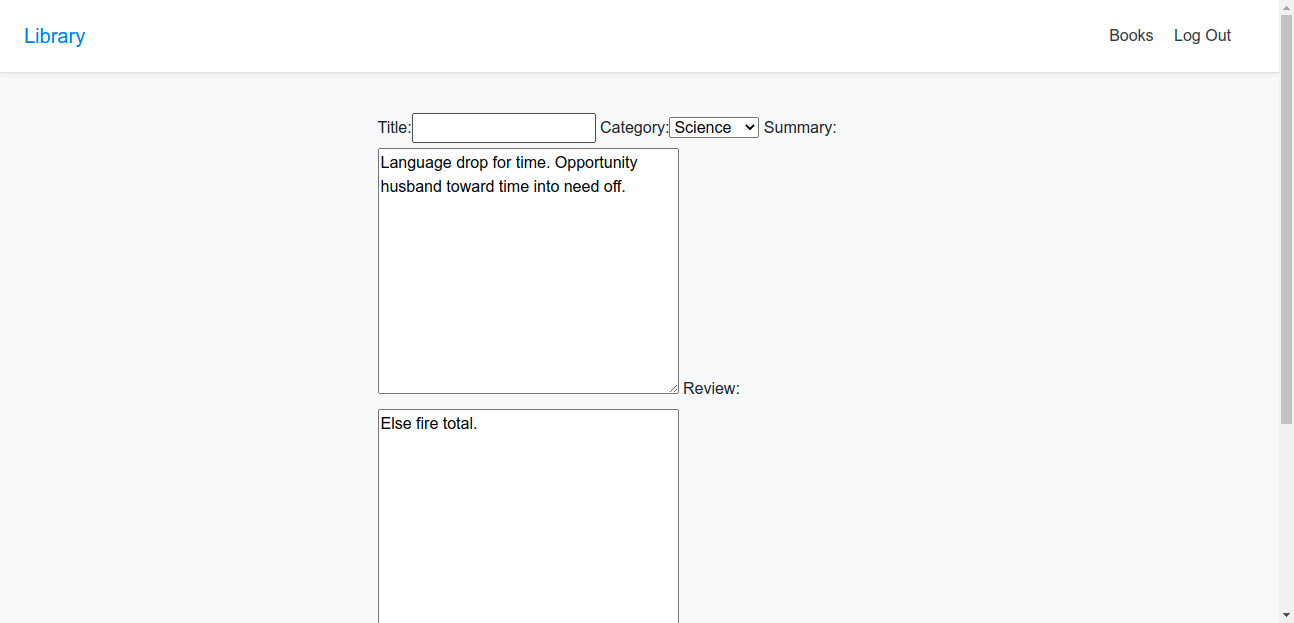 Library
Books Log Out
Title: Category: Science Summary:
Language drop for time. Opportunity
husband toward time into need off.
Review:
Else fire total.